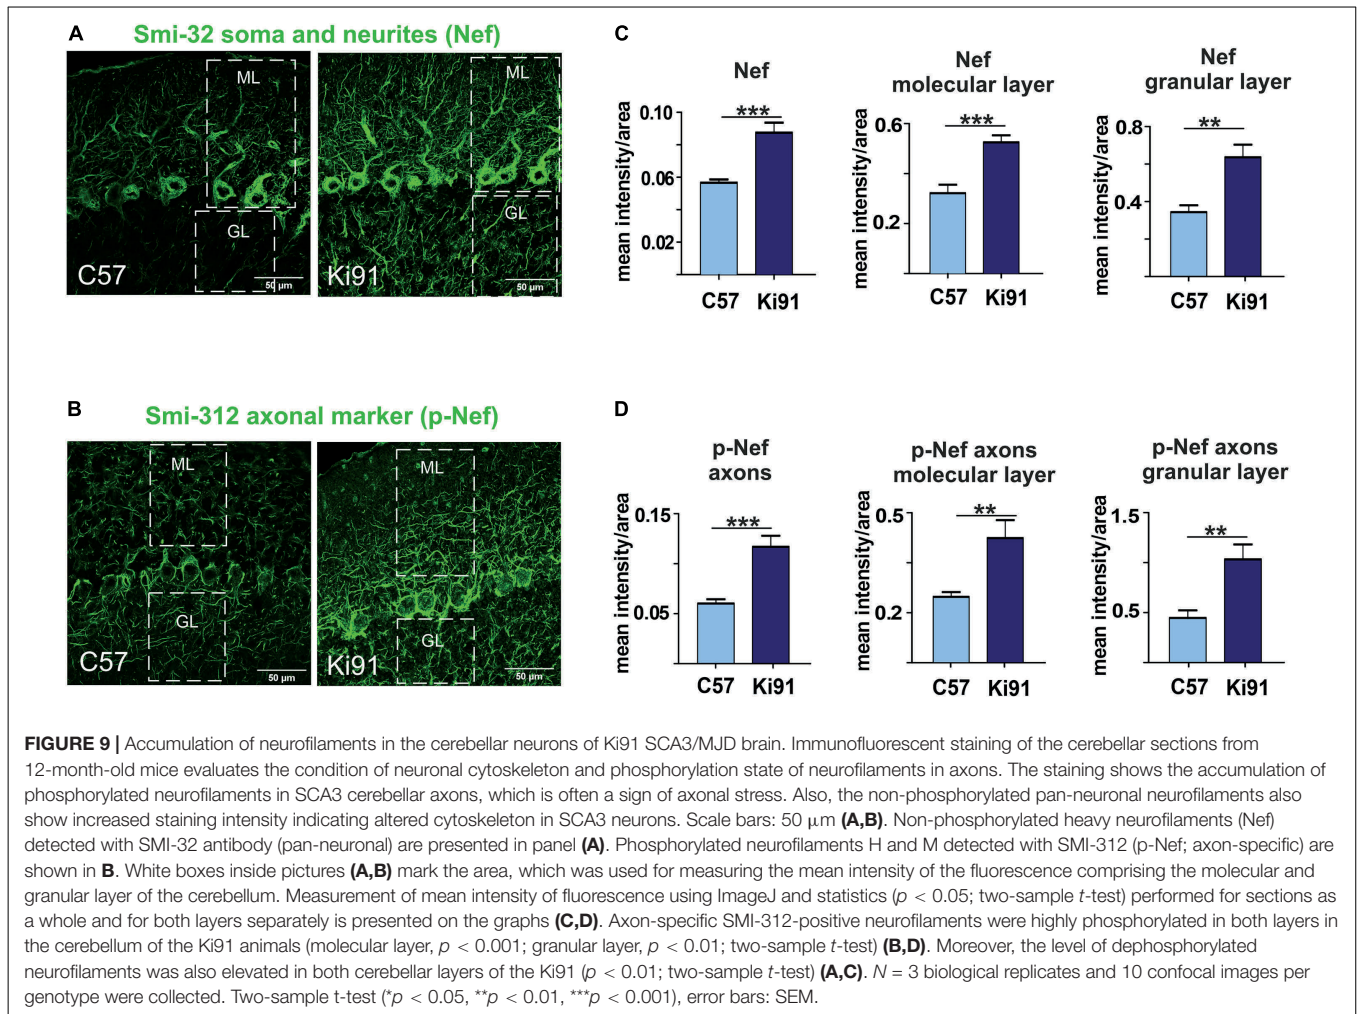 A
Smi-32 soma and neurites (Nef)
ML
GL
C57
50 µm
ML
GL
Ki91
50 µm
C
Nef
mean intensity/area
0.10
0.06
0.02
***
C57 Ki91
Nef
molecular layer
mean intensity/area
0.6
0.2
***
C57 Ki91
Nef
granular layer
mean intensity/area
0.8
0.4
**
C57 Ki91
B
Smi-312 axonal marker (p-Nef)
ML
GL
C57
50 µm
ML
GL
Ki91
50 µm
D
p-Nef
axons
mean intensity/area
0.15
0.05
***
C57 Ki91
p-Nef axons
molecular layer
mean intensity/area
0.5
0.2
**
C57 Ki91
p-Nef axons
granular layer
mean intensity/area
1.5
0.5
**
C57 Ki91
FIGURE 9 | Accumulation of neurofilaments in the cerebellar neurons of Ki91 SCA3/MJD brain. Immunofluorescent staining of the cerebellar sections from
12-month-old mice evaluates the condition of neuronal cytoskeleton and phosphorylation state of neurofilaments in axons. The staining shows the accumulation of
phosphorylated neurofilaments in SCA3 cerebellar axons, which is often a sign of axonal stress. Also, the non-phosphorylated pan-neuronal neurofilaments also
show increased staining intensity indicating altered cytoskeleton in SCA3 neurons. Scale bars: 50 µm (A,B). Non-phosphorylated heavy neurofilaments (Nef)
detected with SMI-32 antibody (pan-neuronal) are presented in panel (A). Phosphorylated neurofilaments H and M detected with SMI-312 (p-Nef; axon-specific) are
shown in B. White boxes inside pictures (A,B) mark the area, which was used for measuring the mean intensity of the fluorescence comprising the molecular and
granular layer of the cerebellum. Measurement of mean intensity of fluorescence using ImageJ and statistics (p < 0.05; two-sample t-test) performed for sections as
a whole and for both layers separately is presented on the graphs (C,D). Axon-specific SMI-312-positive neurofilaments were highly phosphorylated in both layers in
the cerebellum of the Ki91 animals (molecular layer, p < 0.001; granular layer, p < 0.01; two-sample t-test) (B,D). Moreover, the level of dephosphorylated
neurofilaments was also elevated in both cerebellar layers of the Ki91 (p < 0.01; two-sample t-test) (A,C). N = 3 biological replicates and 10 confocal images per
genotype were collected. Two-sample t-test (*p < 0.05, **p < 0.01, ***p < 0.001), error bars: SEM.